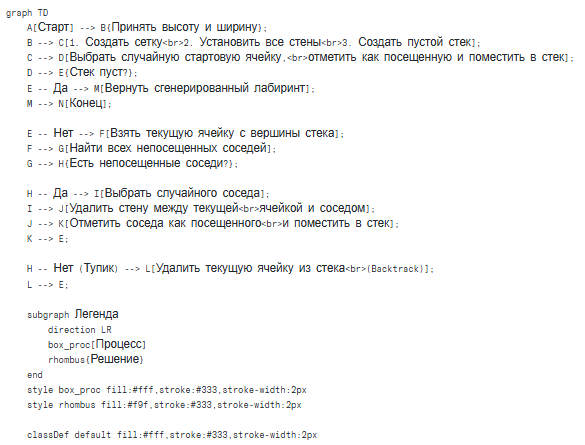 graph TD
A[Старт] --> B{Принять высоту и ширину};
B --> C[1. Создать сетку<br>2. Установить все стены<br>3. Создать пустой стек];
C --> D[Выбрать случайную стартовую ячейку,<br>отметить как посещенную и поместить в стек];
D --> E{Стек пуст?};
E -- Да --> M[Вернуть сгенерированный лабиринт];
M --> N[Конец];
E -- Нет --> F[Взять текущую ячейку с вершины стека];
F --> G[Найти всех непосещенных соседей];
G --> H{Есть непосещенные соседи?};
H -- Да --> I[Выбрать случайного соседа];
I --> J[Удалить стену между текущей<br>ячейкой и соседом];
J --> K[Отметить соседа как посещенного<br>и поместить в стек];
K --> E;
H -- Нет (Тупик) --> L[Удалить текущую ячейку из стека<br>(Backtrack)];
L --> E;
subgraph Легенда
direction LR
box_proc[Процесс]
rhombus{Решение}
end
style box_proc fill:#fff,stroke:#333,stroke-width:2px
style rhombus fill:#f9f,stroke:#333,stroke-width:2px
classDef default fill:#fff,stroke:#333,stroke-width:2px